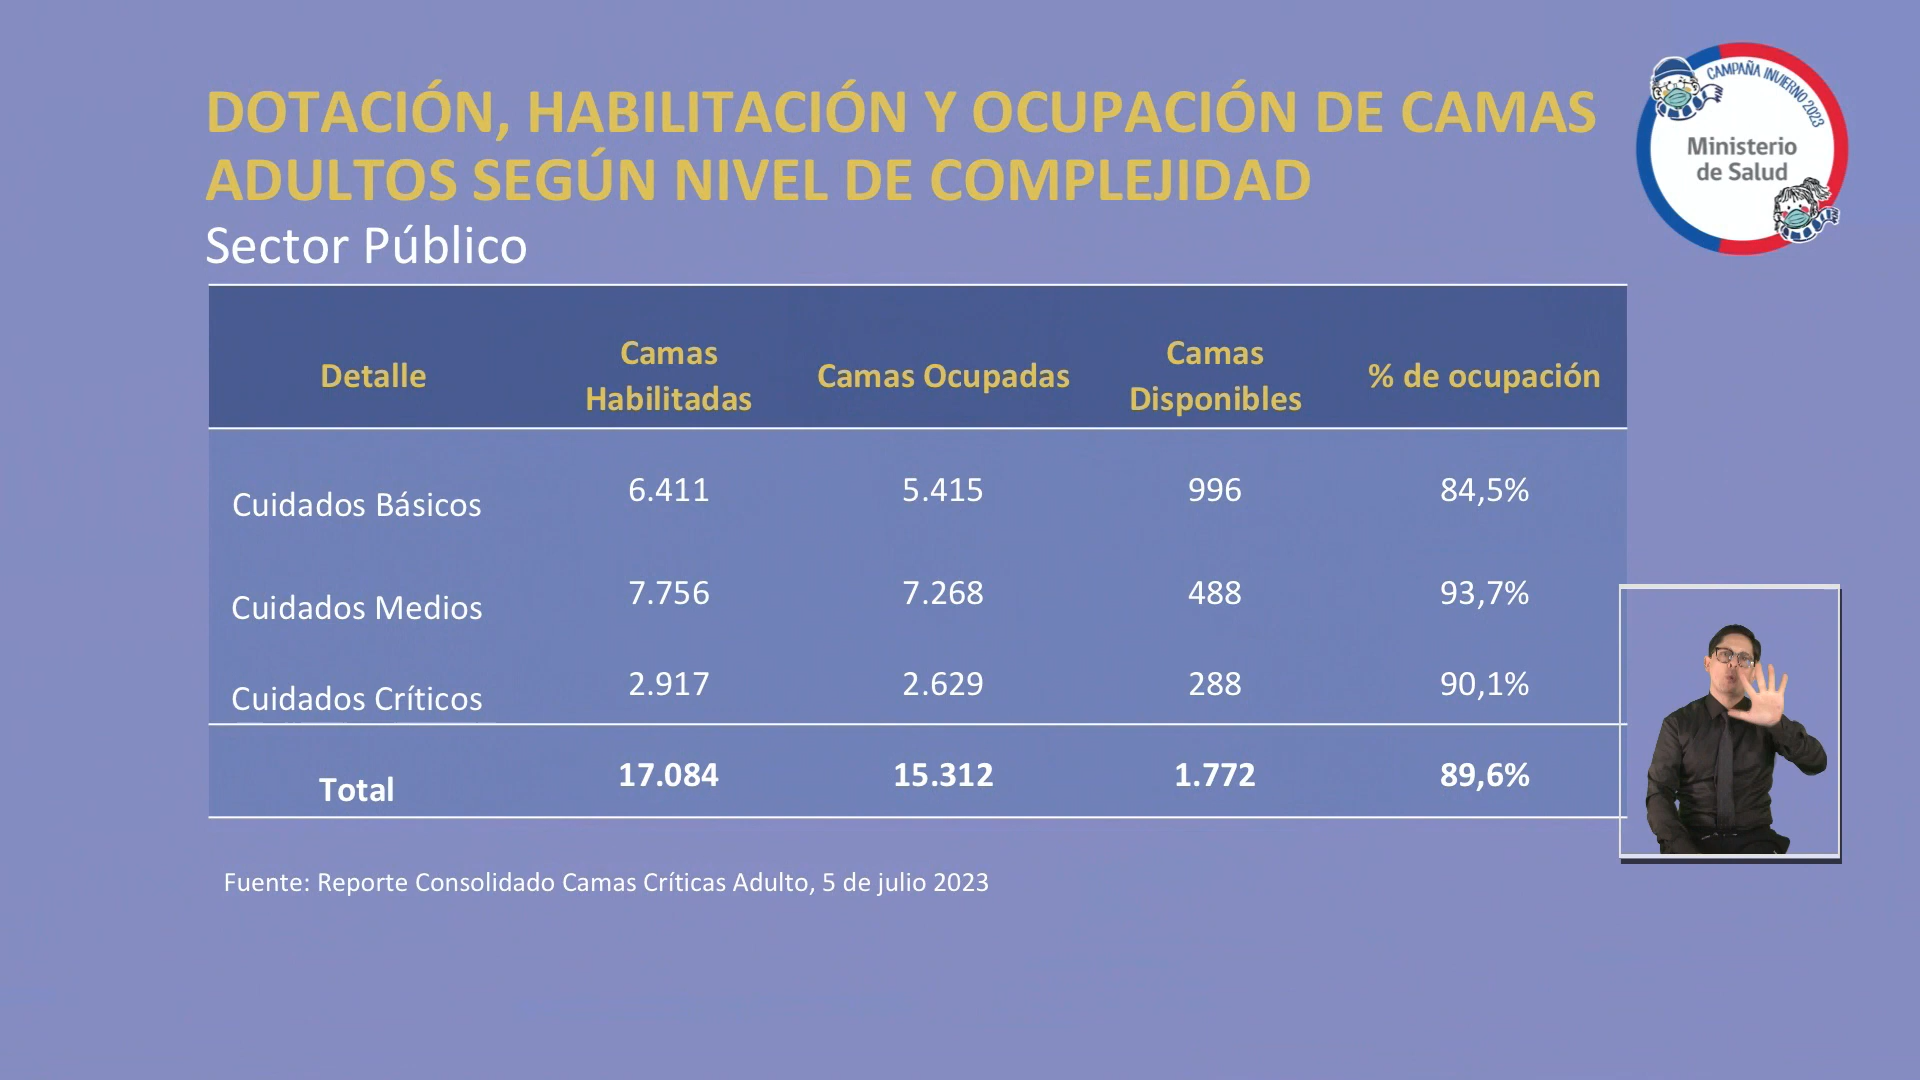 DOTACIÓN, HABILITACIÓN Y OCUPACIÓN DE CAMAS
ADULTOS SEGÚN NIVEL DE COMPLEJIDAD
Sector Público
CAMPAÑA INVIERNO 2023
Ministerio
de Salud
Detalle Camas Habilitadas Camas Ocupadas Camas Disponibles % de ocupación
Cuidados Básicos 6.411 5.415 996 84,5%
Cuidados Medios 7.756 7.268 488 93,7%
Cuidados Críticos 2.917 2.629 288 90,1%
Total 17.084 15.312 1.772 89,6%
Fuente: Reporte Consolidado Camas Críticas Adulto, 5 de julio 2023